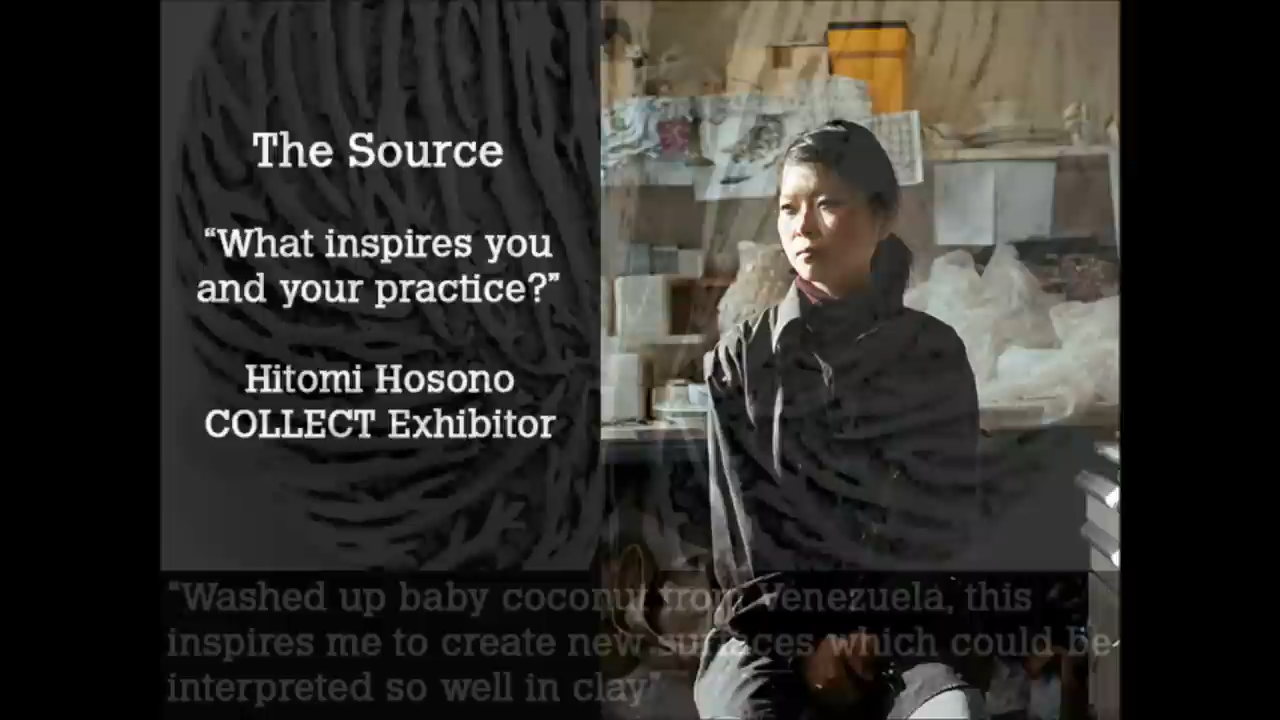 The Source
“What inspires you
and your practice?”
Hitomi Hosono
COLLECT Exhibitor
“Washed up baby coconut from Venezuela, this
inspires me to create new surfaces which could be
interpreted so well in clay”